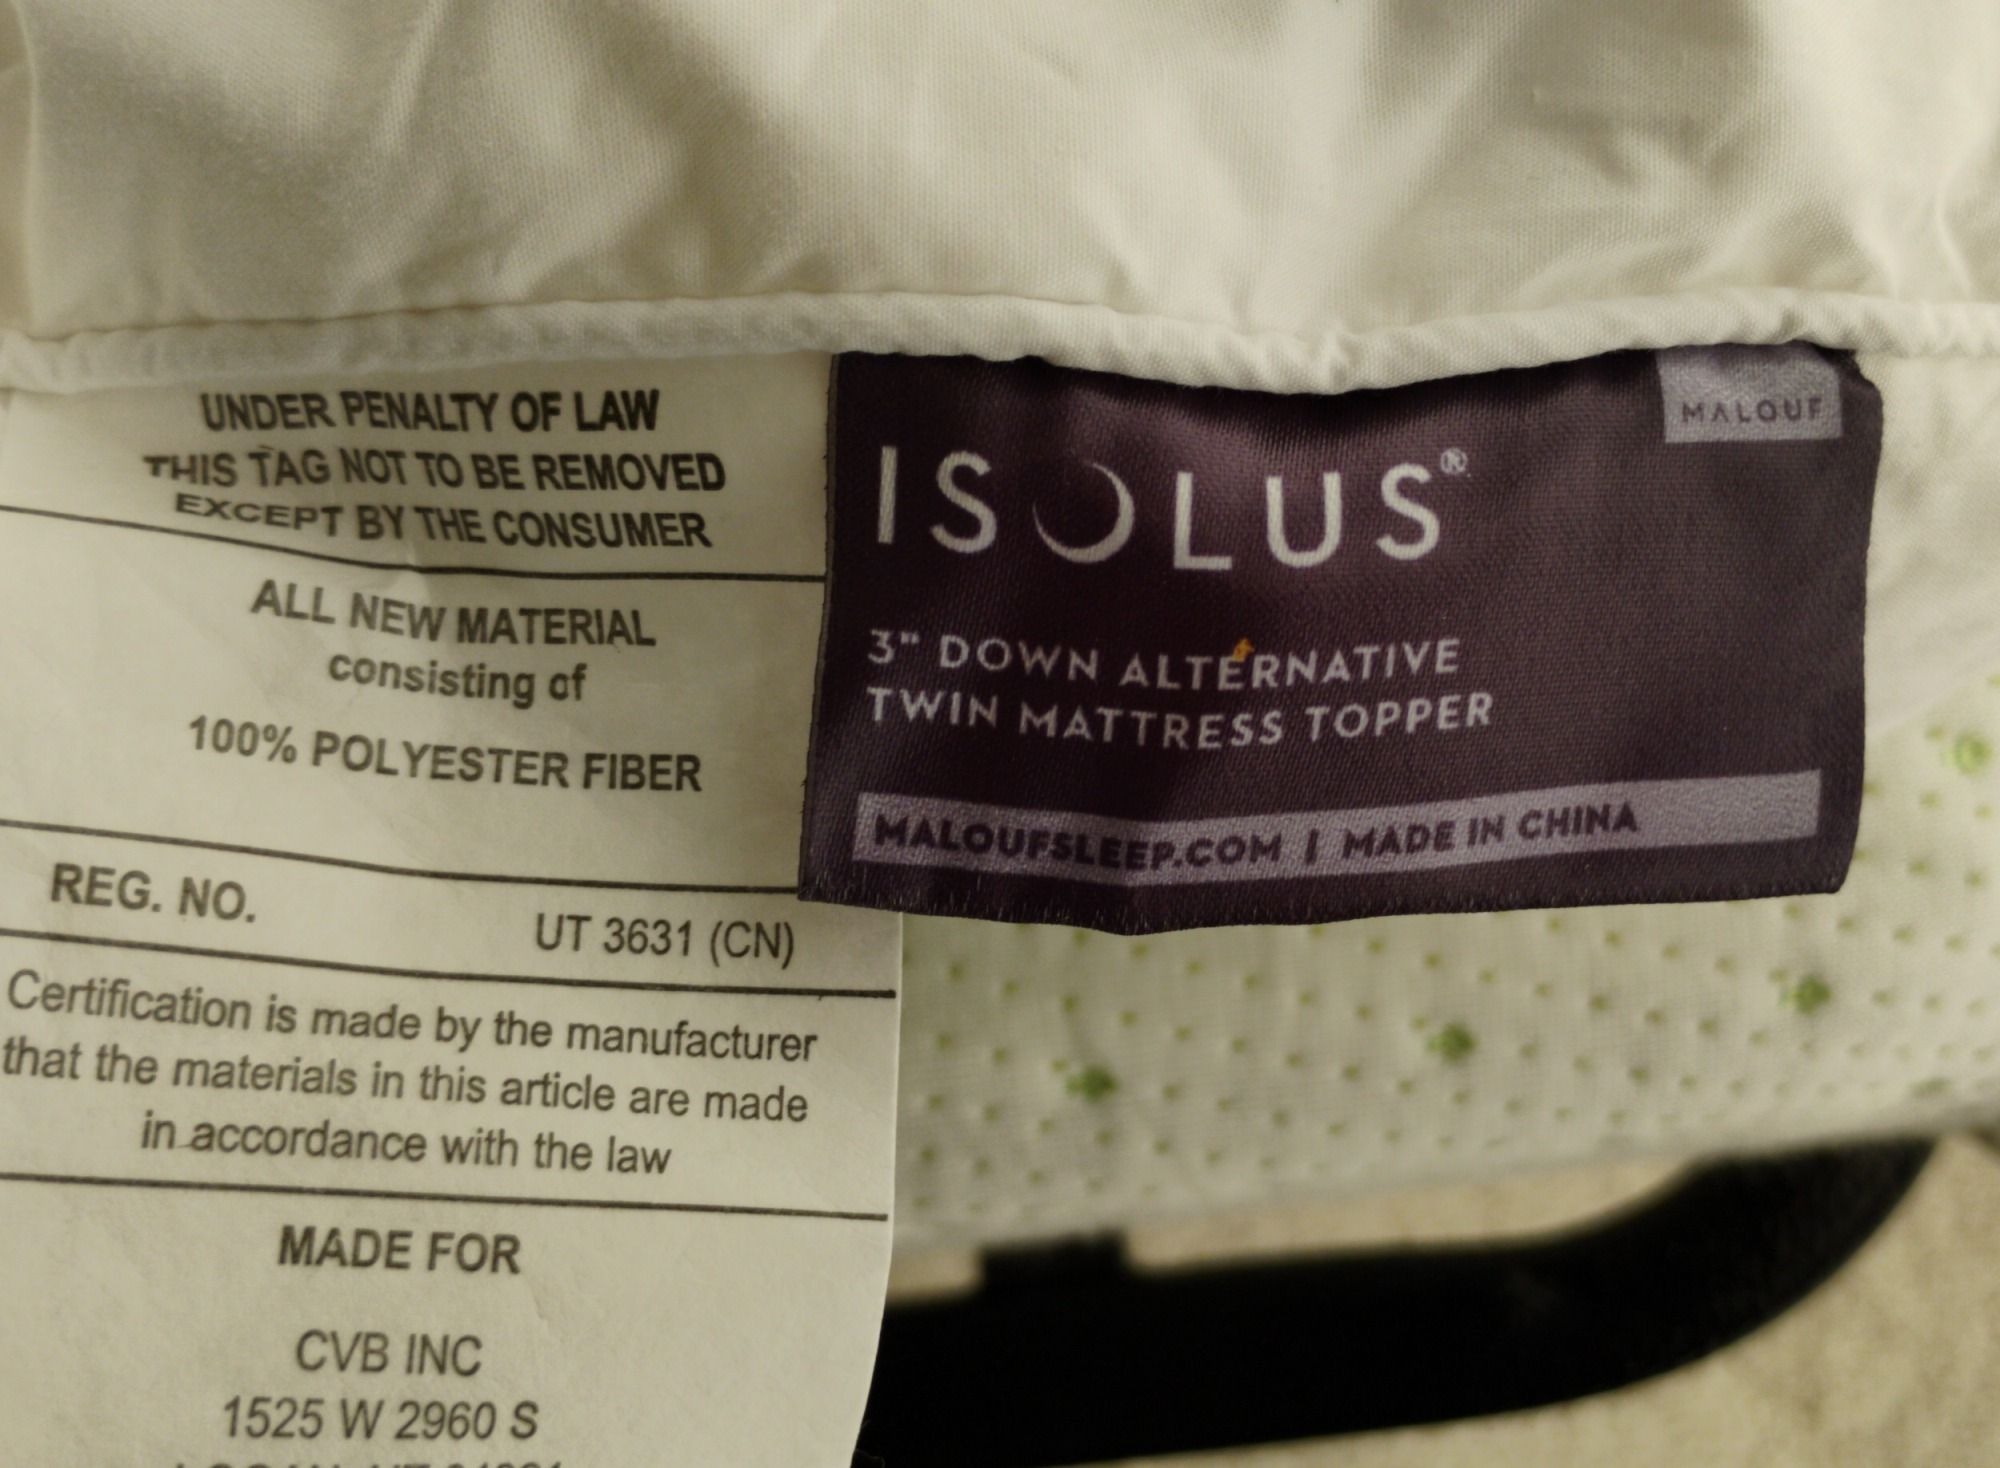 UNDER PENALTY OF LAW
THIS TAG NOT TO BE REMOVED
EXCEPT BY THE CONSUMER
ALL NEW MATERIAL
consisting of
100% POLYESTER FIBER
REG. NO.
UT 3631 (CN)
Certification is made by the manufacturer
that the materials in this article are made
in accordance with the law
MADE FOR
CVB INC
1525 W 2960 S
MALOUF
ISOLUS®
3" DOWN ALTERNATIVE
TWIN MATTRESS TOPPER
MALOUFSLEEP.COM | MADE IN CHINA